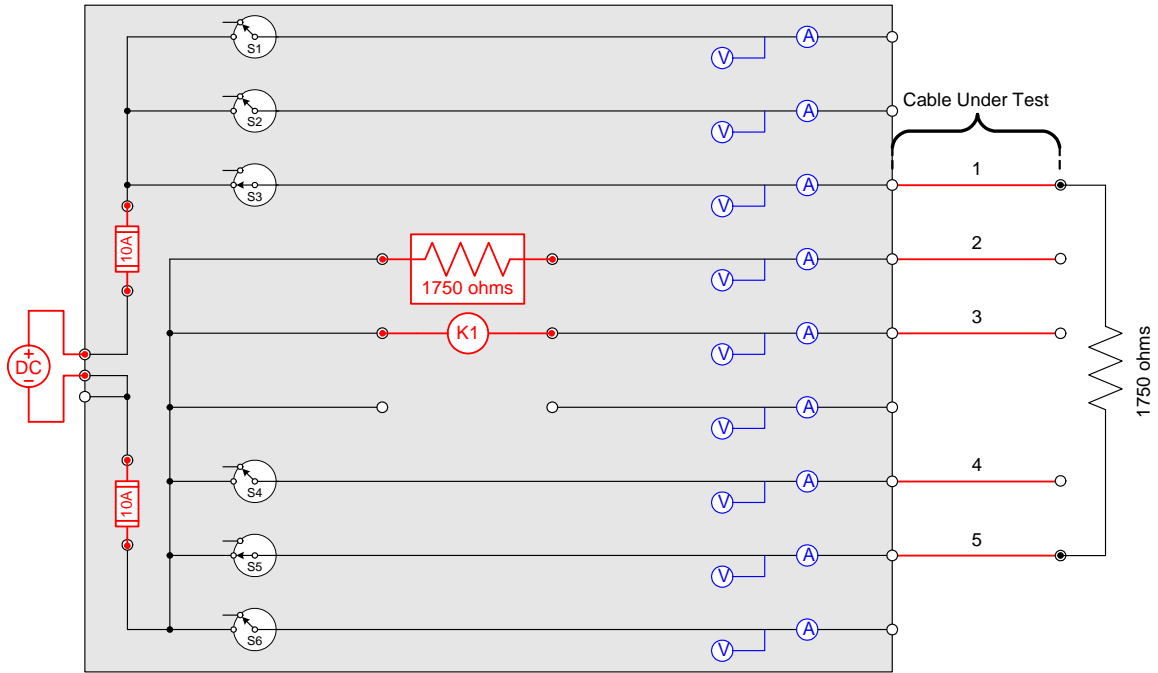 S1
V
A
S2
V
A
Cable Under Test
S3
V
A
1
10A
1750 ohms
V
A
2
+
DC
−
K1
V
A
3
1750 ohms
V
A
10A
S4
V
A
4
S5
V
A
5
S6
V
A